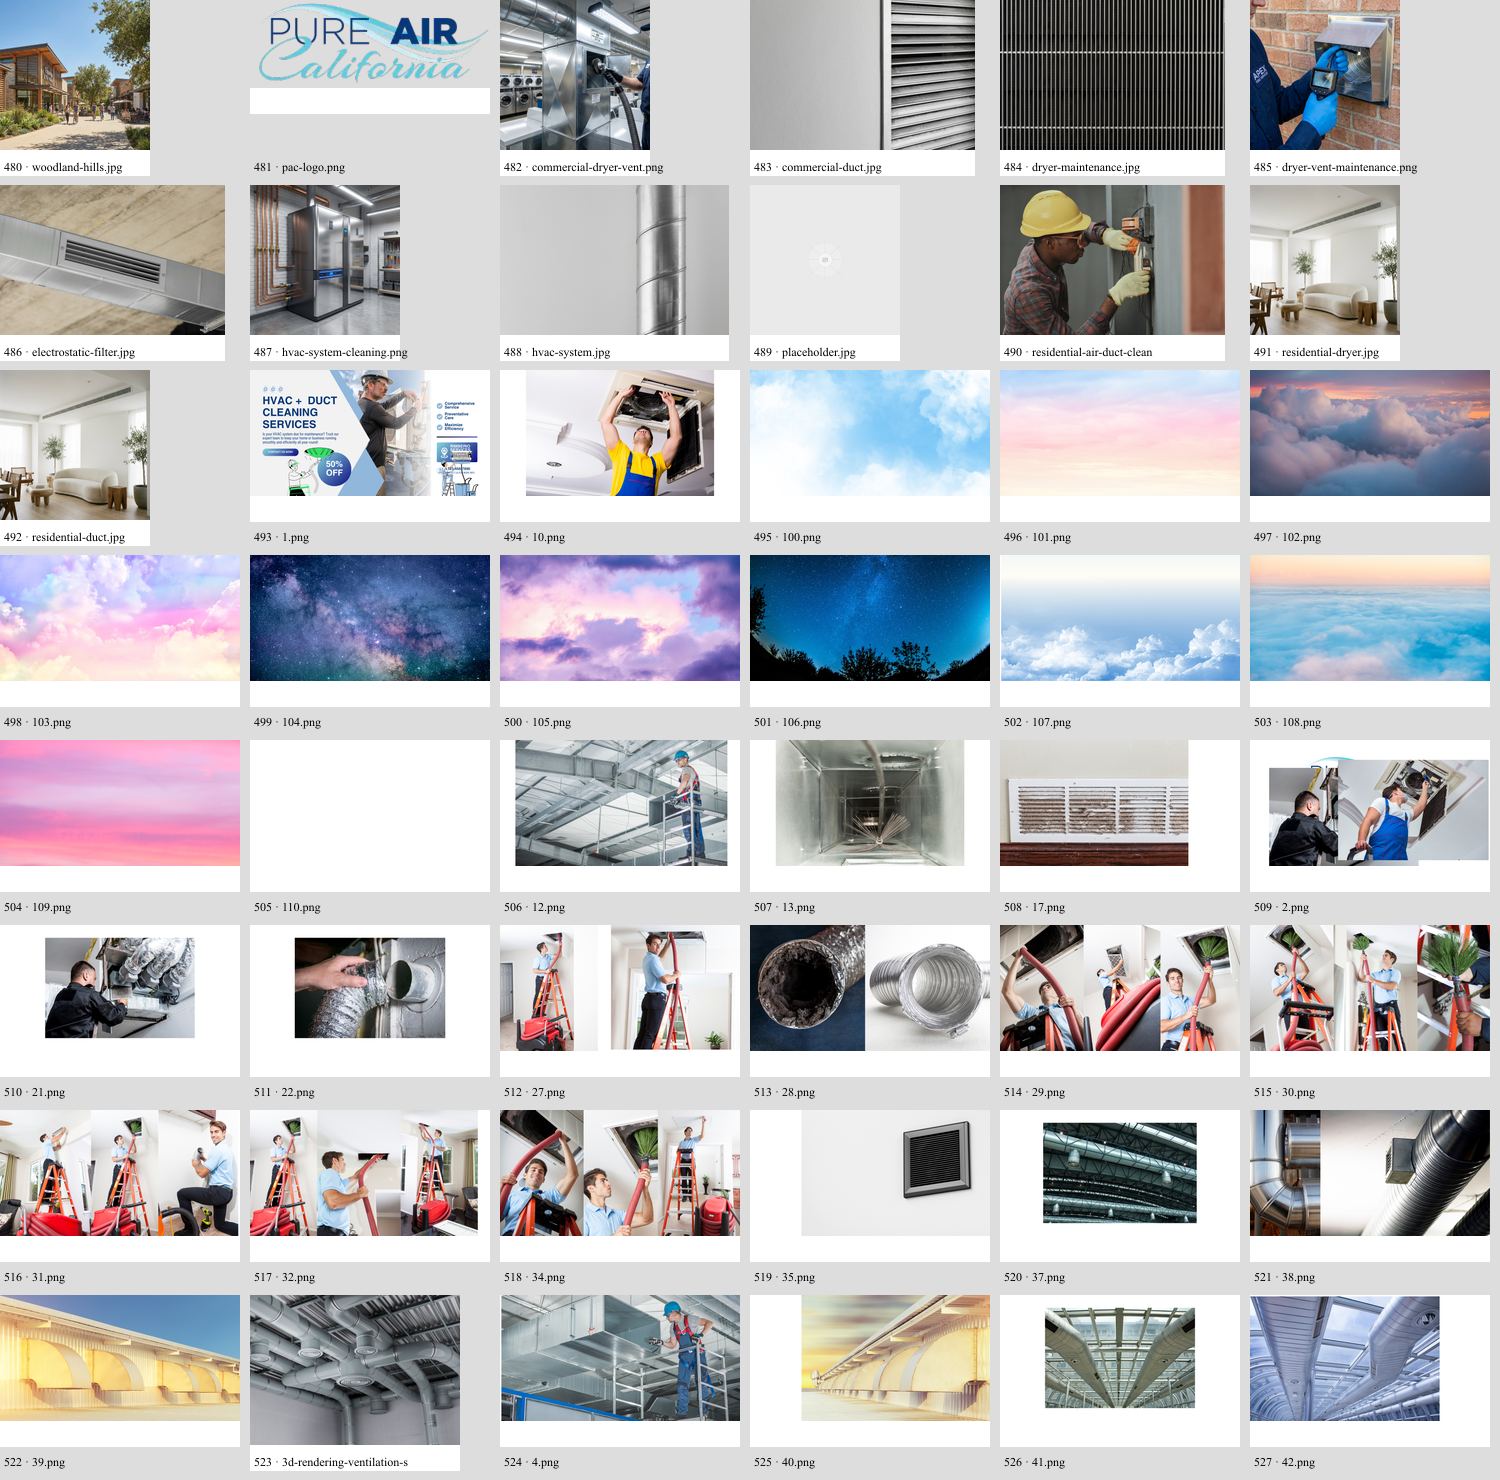 PURE AIR
California
480 · woodland-hills.jpg
481 · pac-logo.png
482 · commercial-dryer-vent.png
483 · commercial-duct.jpg
484 · dryer-maintenance.jpg
APEX
485 · dryer-vent-maintenance.png
486 · electrostatic-filter.jpg
487 · hvac-system-cleaning.png
488 · hvac-system.jpg
489 · placeholder.jpg
490 · residential-air-duct-clean
491 · residential-dryer.jpg
HVAC + DUCT
CLEANING
SERVICES
50%
OFF
Comprehensive
Service
Preventative
Care
Maximize
Efficiency
492 · residential-duct.jpg
493 · 1.png
494 · 10.png
495 · 100.png
496 · 101.png
497 · 102.png
498 · 103.png
499 · 104.png
500 · 105.png
501 · 106.png
502 · 107.png
503 · 108.png
504 · 109.png
505 · 110.png
506 · 12.png
507 · 13.png
508 · 17.png
509 · 2.png
510 · 21.png
511 · 22.png
512 · 27.png
513 · 28.png
514 · 29.png
515 · 30.png
516 · 31.png
517 · 32.png
518 · 34.png
519 · 35.png
520 · 37.png
521 · 38.png
522 · 39.png
523 · 3d-rendering-ventilation-s
524 · 4.png
525 · 40.png
526 · 41.png
527 · 42.png